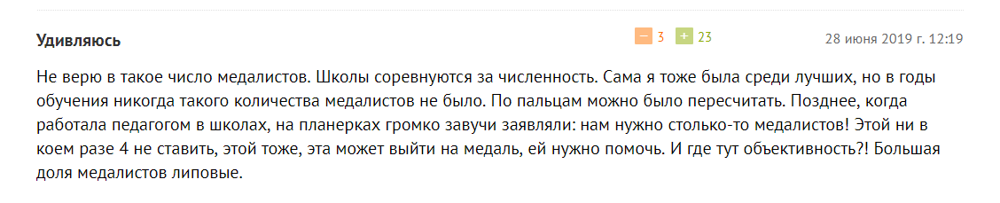 Удивляюсь
− 3 + 23
28 июня 2019 г. 12:19
Не верю в такое число медалистов. Школы соревнуются за численность. Сама я тоже была среди лучших, но в годы
обучения никогда такого количества медалистов не было. По пальцам можно было пересчитать. Позднее, когда
работала педагогом в школах, на планерках громко завучи заявляли: нам нужно столько-то медалистов! Этой ни в
коем разе 4 не ставить, этой тоже, эта может выйти на медаль, ей нужно помочь. И где тут объективность?! Большая
доля медалистов липовые.